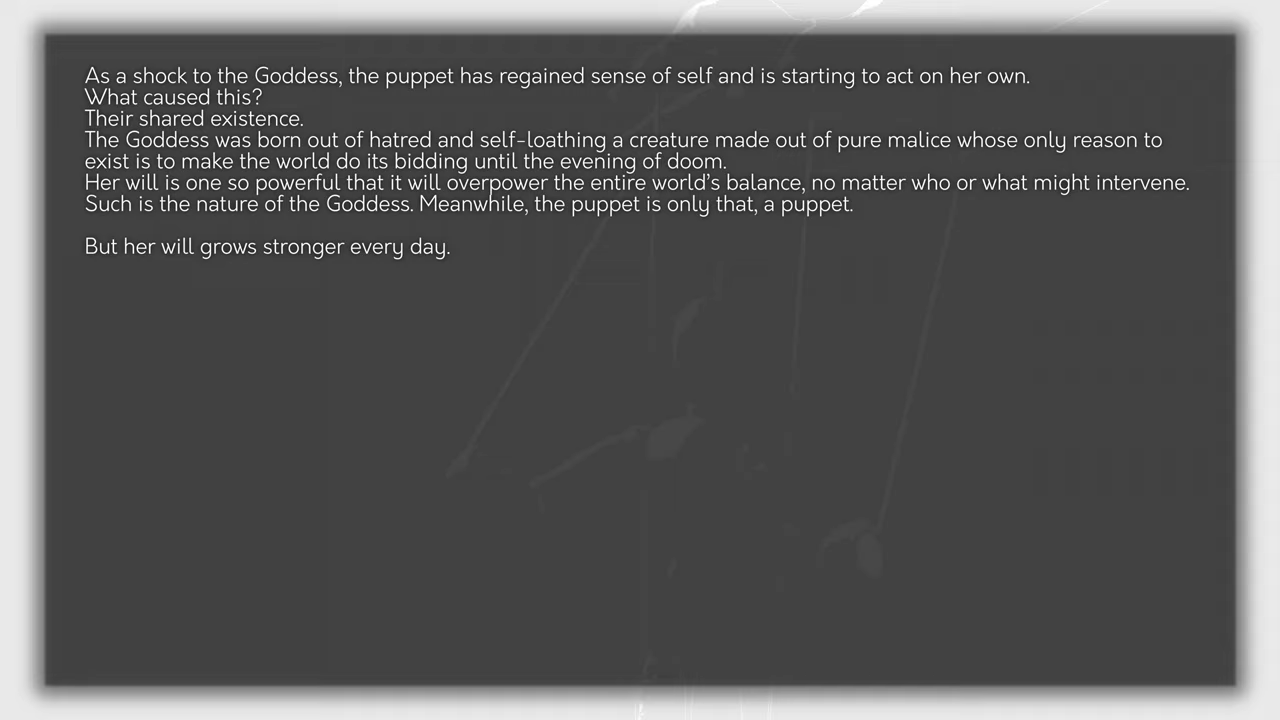 As a shock to the Goddess, the puppet has regained sense of self and is starting to act on her own.
What caused this?
Their shared existence.
The Goddess was born out of hatred and self-loathing a creature made out of pure malice whose only reason to
exist is to make the world do its bidding until the evening of doom.
Her will is one so powerful that it will overpower the entire world's balance, no matter who or what might intervene.
Such is the nature of the Goddess. Meanwhile, the puppet is only that, a puppet.
But her will grows stronger every day.